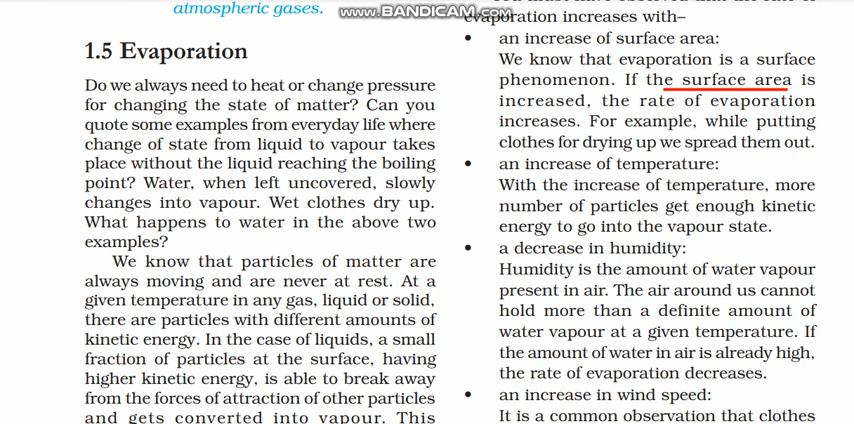 atmospheric gases.
1.5 Evaporation
Do we always need to heat or change pressure
for changing the state of matter? Can you
quote some examples from everyday life where
change of state from liquid to vapour takes
place without the liquid reaching the boiling
point? Water, when left uncovered, slowly
changes into vapour. Wet clothes dry up.
What happens to water in the above two
examples?
We know that particles of matter are
always moving and are never at rest. At a
given temperature in any gas, liquid or solid,
there are particles with different amounts of
kinetic energy. In the case of liquids, a small
fraction of particles at the surface, having
higher kinetic energy, is able to break away
from the forces of attraction of other particles
and gets converted into vapour. This
www.BANDICAM.com
evaporation increases with–
• an increase of surface area:
We know that evaporation is a surface
phenomenon. If the surface area is
increased, the rate of evaporation
increases. For example, while putting
clothes for drying up we spread them out.
• an increase of temperature:
With the increase of temperature, more
number of particles get enough kinetic
energy to go into the vapour state.
• a decrease in humidity:
Humidity is the amount of water vapour
present in air. The air around us cannot
hold more than a definite amount of
water vapour at a given temperature. If
the amount of water in air is already high,
the rate of evaporation decreases.
• an increase in wind speed:
It is a common observation that clothes